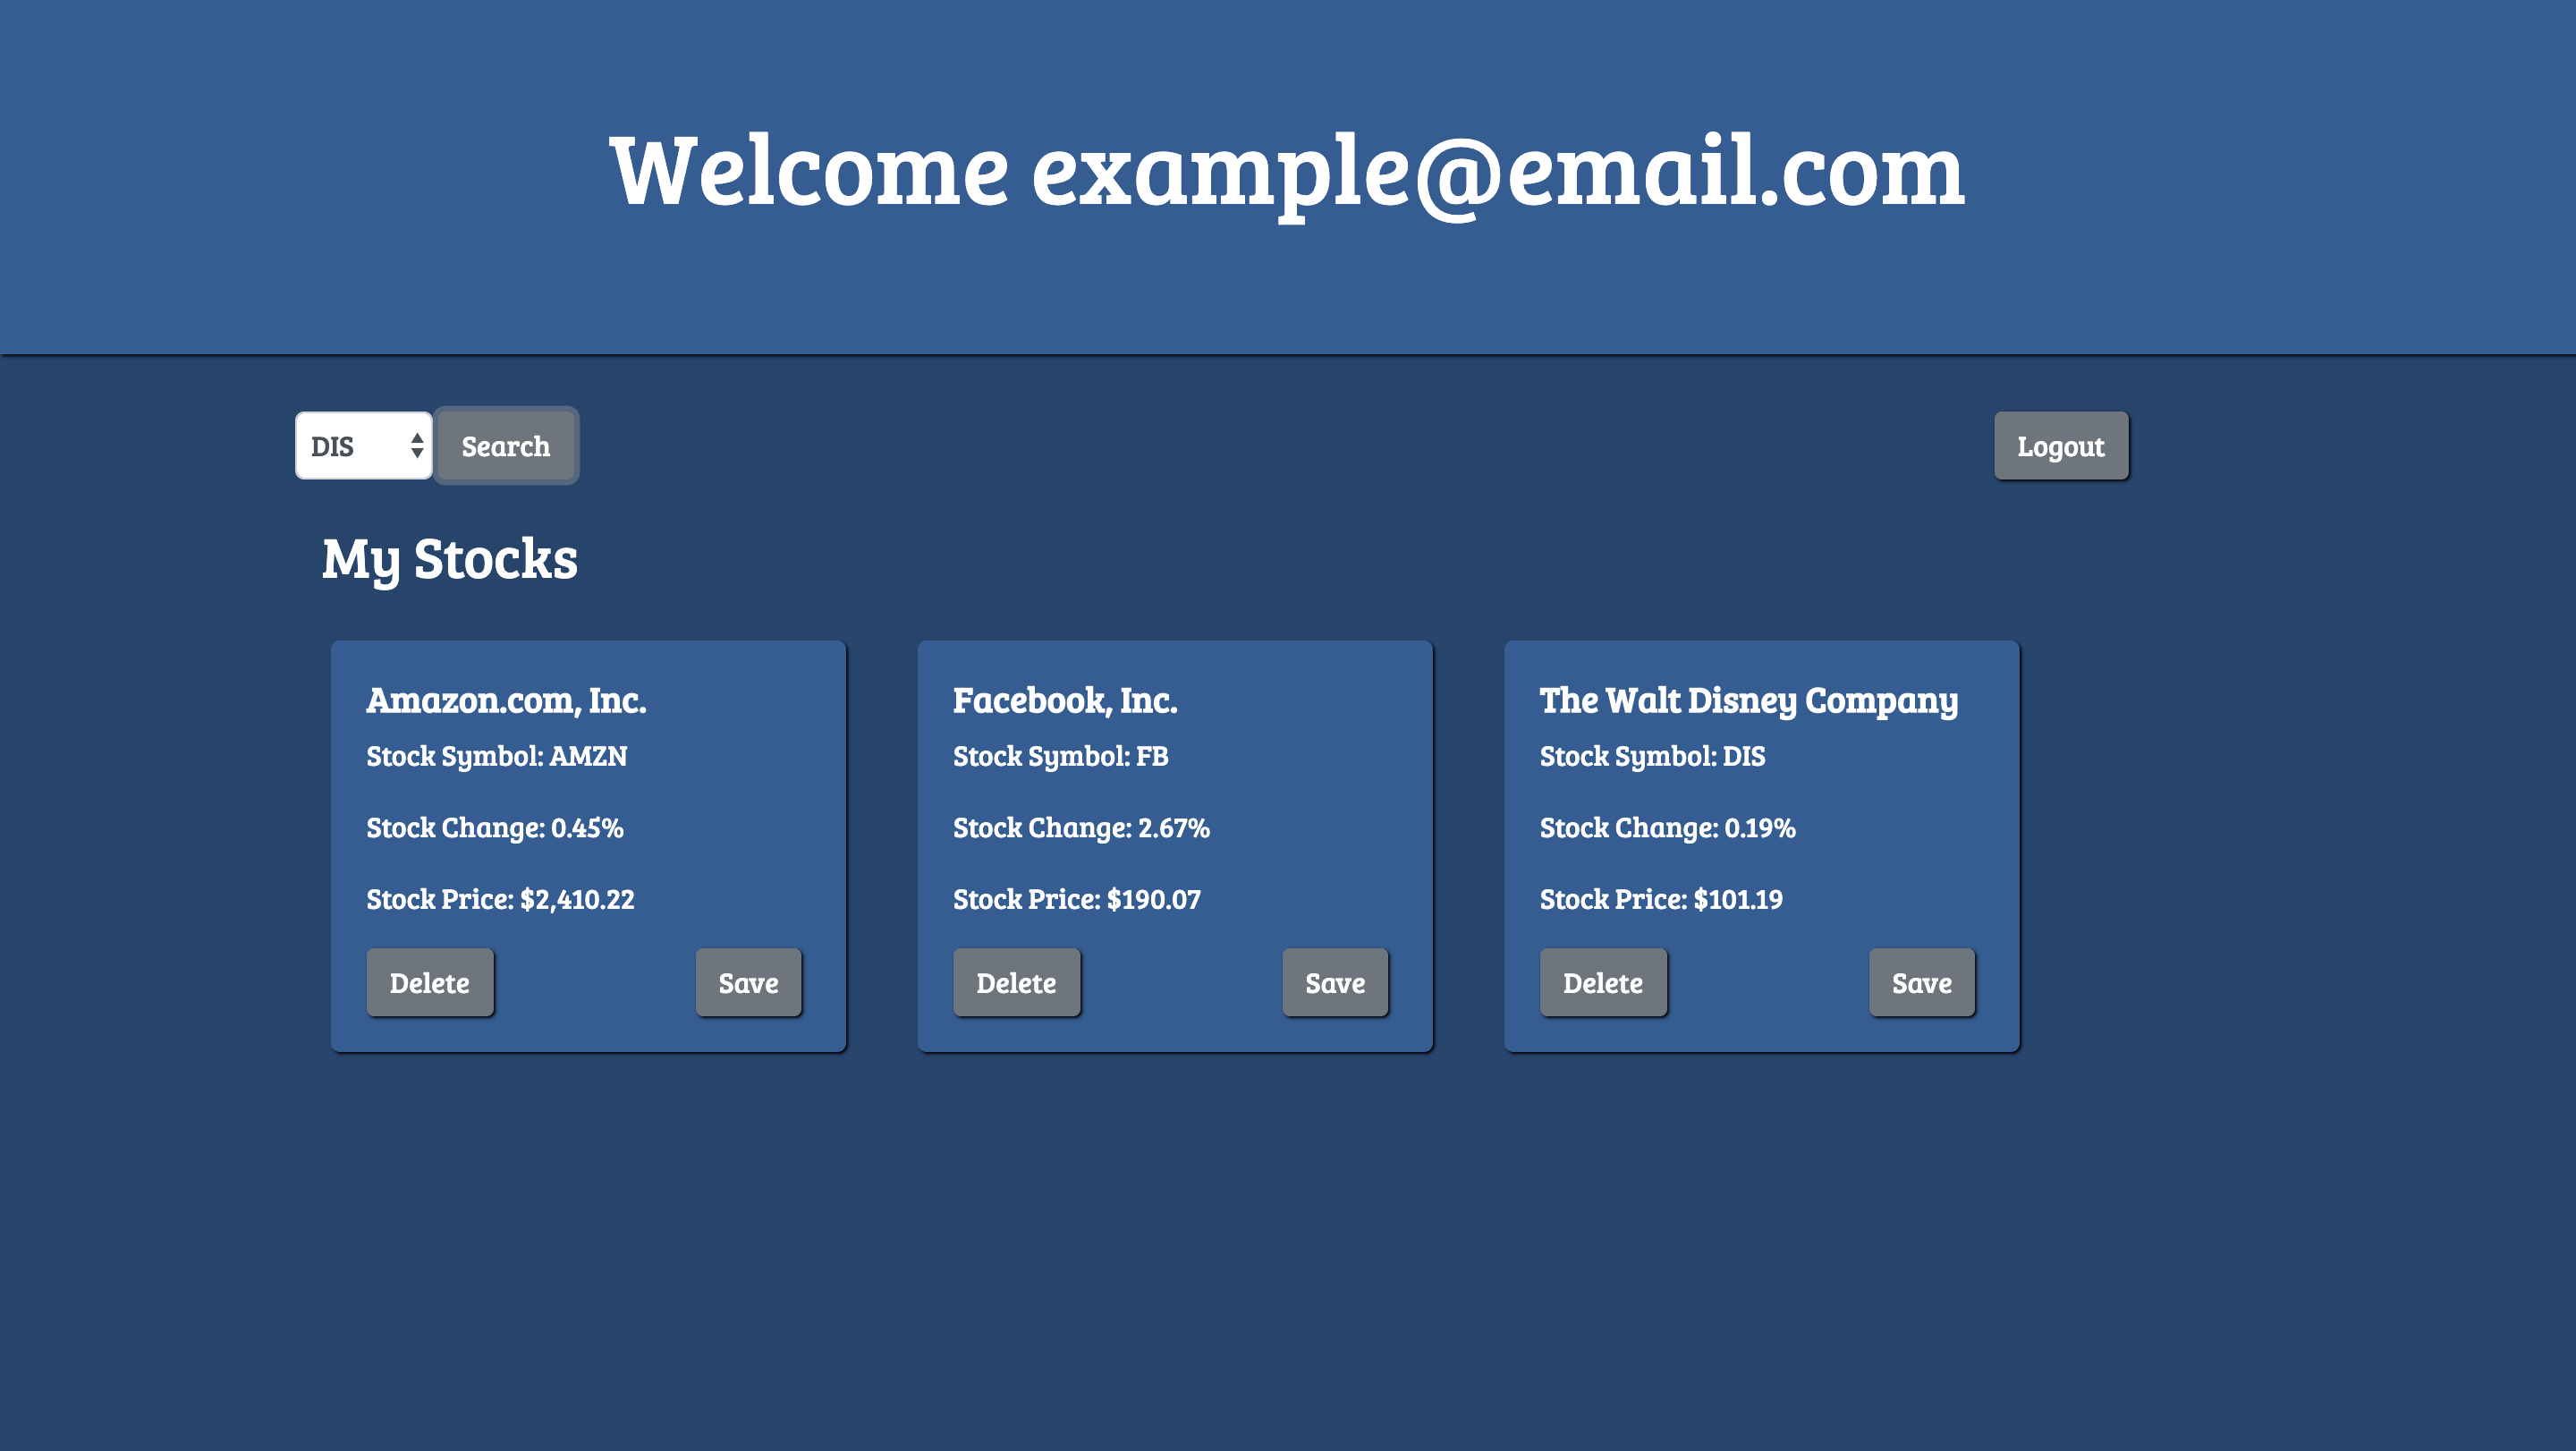 Welcome example@email.com
DIS
Search
Logout
My Stocks
Amazon.com, Inc.
Stock Symbol: AMZN
Stock Change: 0.45%
Stock Price: $2,410.22
Delete
Save
Facebook, Inc.
Stock Symbol: FB
Stock Change: 2.67%
Stock Price: $190.07
Delete
Save
The Walt Disney Company
Stock Symbol: DIS
Stock Change: 0.19%
Stock Price: $101.19
Delete
Save